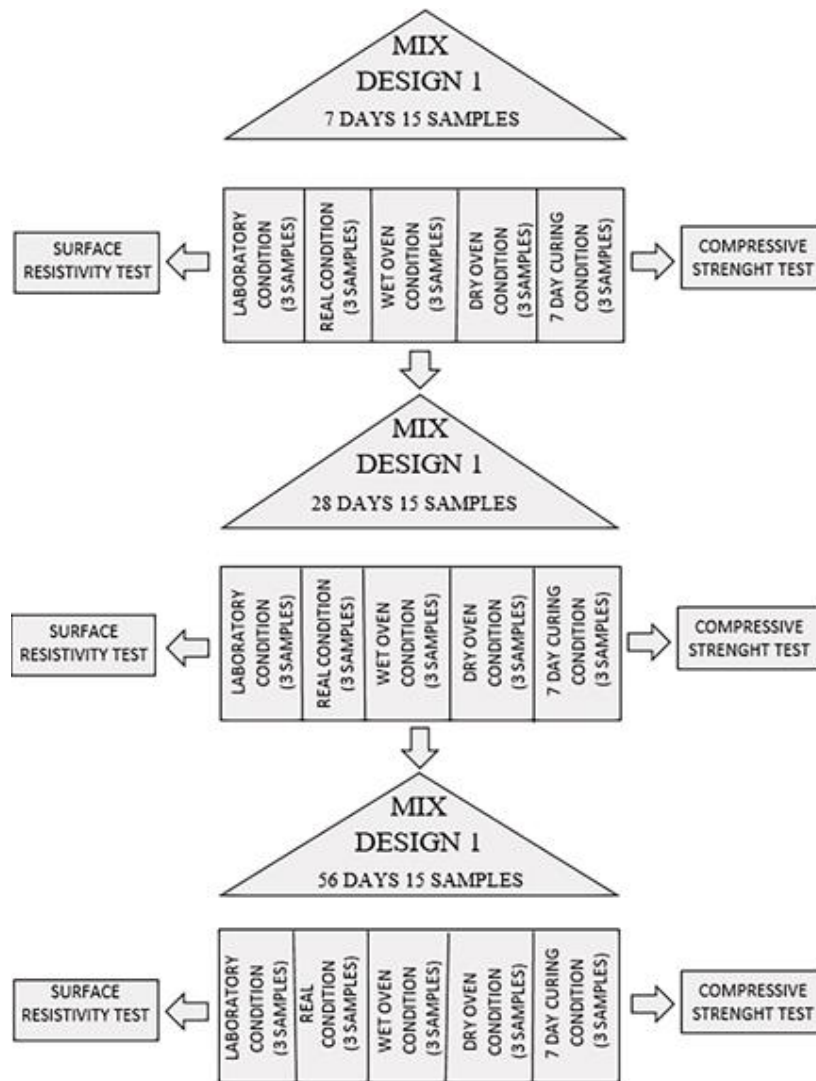 MIX
DESIGN 1
7 DAYS 15 SAMPLES
SURFACE
RESISTIVITY TEST
LABORATORY
CONDITION
(3 SAMPLES)
REAL CONDITION
(3 SAMPLES)
WET OVEN
CONDITION
(3 SAMPLES)
DRY OVEN
CONDITION
(3 SAMPLES)
7 DAY CURING
CONDITION
(3 SAMPLES)
COMPRESSIVE
STRENGHT TEST
MIX
DESIGN 1
28 DAYS 15 SAMPLES
SURFACE
RESISTIVITY TEST
LABORATORY
CONDITION
(3 SAMPLES)
REAL CONDITION
(3 SAMPLES)
WET OVEN
CONDITION
(3 SAMPLES)
DRY OVEN
CONDITION
(3 SAMPLES)
7 DAY CURING
CONDITION
(3 SAMPLES)
COMPRESSIVE
STRENGHT TEST
MIX
DESIGN 1
56 DAYS 15 SAMPLES
SURFACE
RESISTIVITY TEST
LABORATORY
CONDITION
(3 SAMPLES)
REAL
CONDITION
(3 SAMPLES)
WET OVEN
CONDITION
(3 SAMPLES)
DRY OVEN
CONDITION
(3 SAMPLES)
7 DAY CURING
CONDITION
(3 SAMPLES)
COMPRESSIVE
STRENGHT TEST